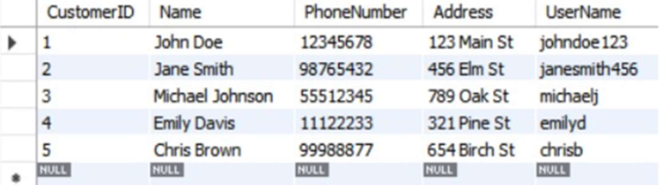 CustomerID Name PhoneNumber Address UserName
1 John Doe 12345678 123 Main St johndoe123
2 Jane Smith 98765432 456 Elm St janesmith456
3 Michael Johnson 55512345 789 Oak St michaelj
4 Emily Davis 11122233 321 Pine St emilyd
5 Chris Brown 99988877 654 Birch St chrisb
NULL NULL NULL NULL NULL